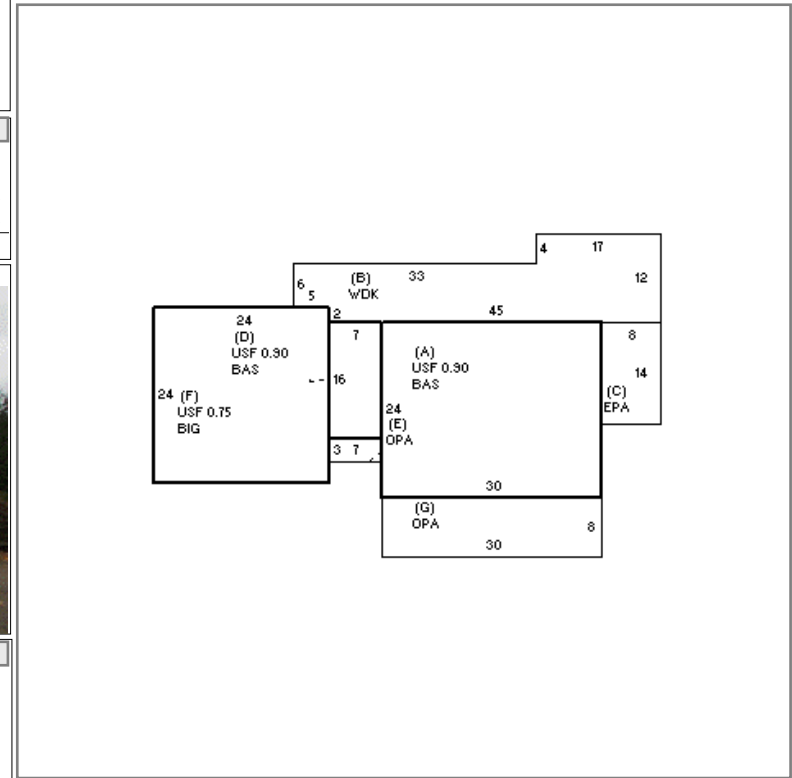 4
17
(B)
WDK
33
12
6
5
2
45
24
(D)
USF 0.90
BAS
7
(A)
USF 0.90
BAS
8
14
16
24
(F)
USF 0.75
BIG
(C)
EPA
24
(E)
OPA
3
7
30
(G)
OPA
8
30